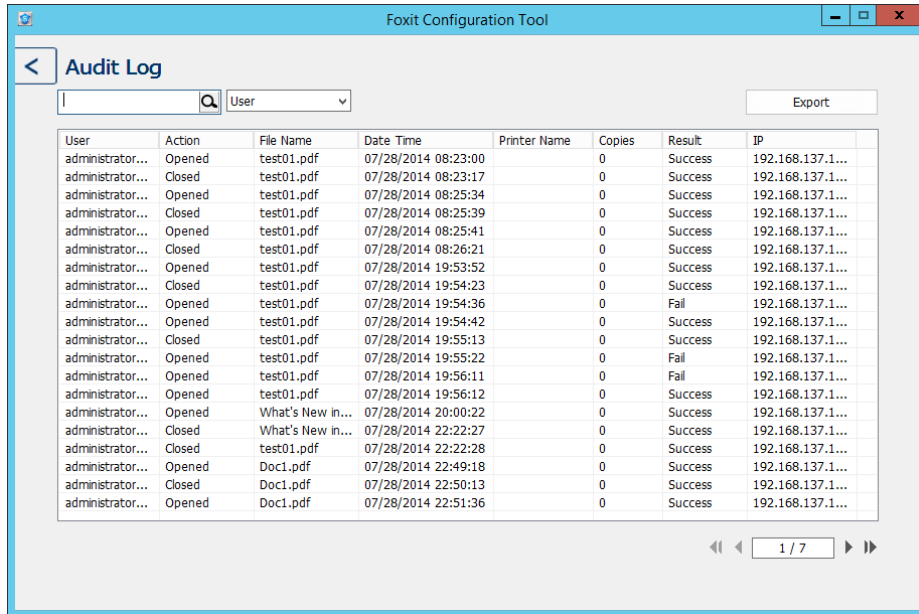 Foxit Configuration Tool
Audit Log
User
Export
User Action File Name Date Time Printer Name Copies Result IP
administrator... Opened test01.pdf 07/28/2014 08:23:00 0 Success 192.168.137.1...
administrator... Closed test01.pdf 07/28/2014 08:23:17 0 Success 192.168.137.1...
administrator... Opened test01.pdf 07/28/2014 08:25:34 0 Success 192.168.137.1...
administrator... Closed test01.pdf 07/28/2014 08:25:39 0 Success 192.168.137.1...
administrator... Opened test01.pdf 07/28/2014 08:25:41 0 Success 192.168.137.1...
administrator... Closed test01.pdf 07/28/2014 08:26:21 0 Success 192.168.137.1...
administrator... Opened test01.pdf 07/28/2014 19:53:52 0 Success 192.168.137.1...
administrator... Closed test01.pdf 07/28/2014 19:54:23 0 Success 192.168.137.1...
administrator... Opened test01.pdf 07/28/2014 19:54:36 0 Fail 192.168.137.1...
administrator... Opened test01.pdf 07/28/2014 19:54:42 0 Success 192.168.137.1...
administrator... Closed test01.pdf 07/28/2014 19:55:13 0 Success 192.168.137.1...
administrator... Opened test01.pdf 07/28/2014 19:55:22 0 Fail 192.168.137.1...
administrator... Opened test01.pdf 07/28/2014 19:56:11 0 Fail 192.168.137.1...
administrator... Opened test01.pdf 07/28/2014 19:56:12 0 Success 192.168.137.1...
administrator... Opened What's New in... 07/28/2014 20:00:22 0 Success 192.168.137.1...
administrator... Closed What's New in... 07/28/2014 22:22:27 0 Success 192.168.137.1...
administrator... Closed test01.pdf 07/28/2014 22:22:28 0 Success 192.168.137.1...
administrator... Opened Doc1.pdf 07/28/2014 22:49:18 0 Success 192.168.137.1...
administrator... Closed Doc1.pdf 07/28/2014 22:50:13 0 Success 192.168.137.1...
administrator... Opened Doc1.pdf 07/28/2014 22:51:36 0 Success 192.168.137.1...
1 / 7